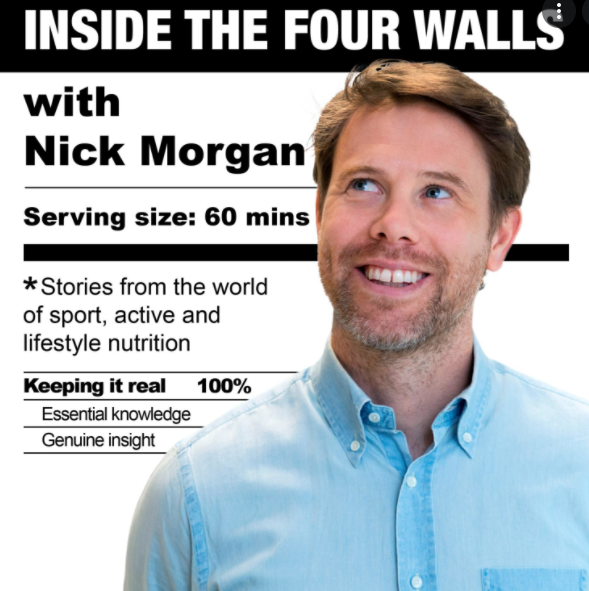 INSIDE THE FOUR WALLS
with
Nick Morgan
Serving size: 60 mins
*Stories from the world
of sport, active and
lifestyle nutrition
Keeping it real 100%
Essential knowledge
Genuine insight